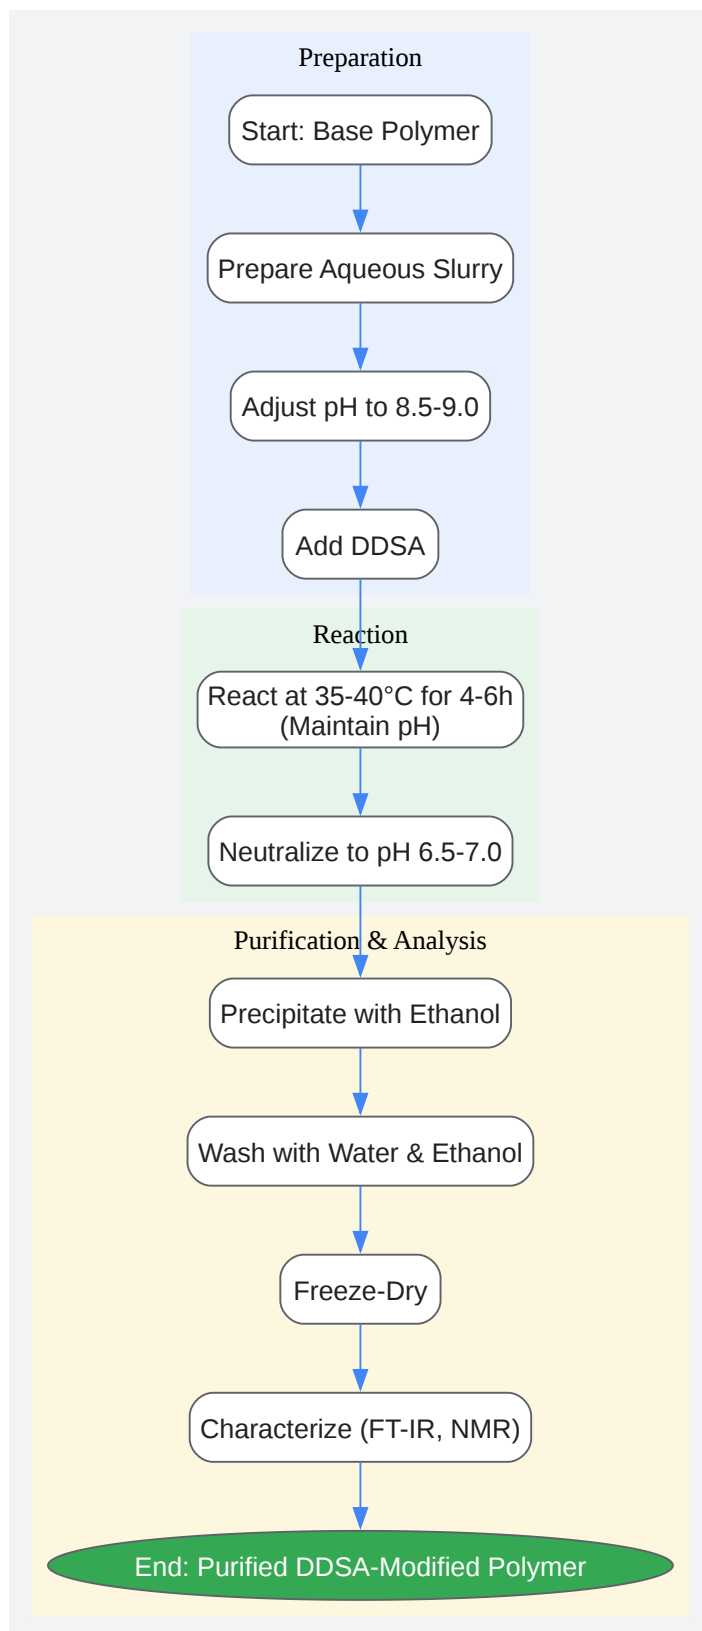 Preparation
Start: Base Polymer
Prepare Aqueous Slurry
Adjust pH to 8.5-9.0
Add DDSA
Reaction
React at 35-40°C for 4-6h
(Maintain pH)
Neutralize to pH 6.5-7.0
Purification & Analysis
Precipitate with Ethanol
Wash with Water & Ethanol
Freeze-Dry
Characterize (FT-IR, NMR)
End: Purified DDSA-Modified Polymer